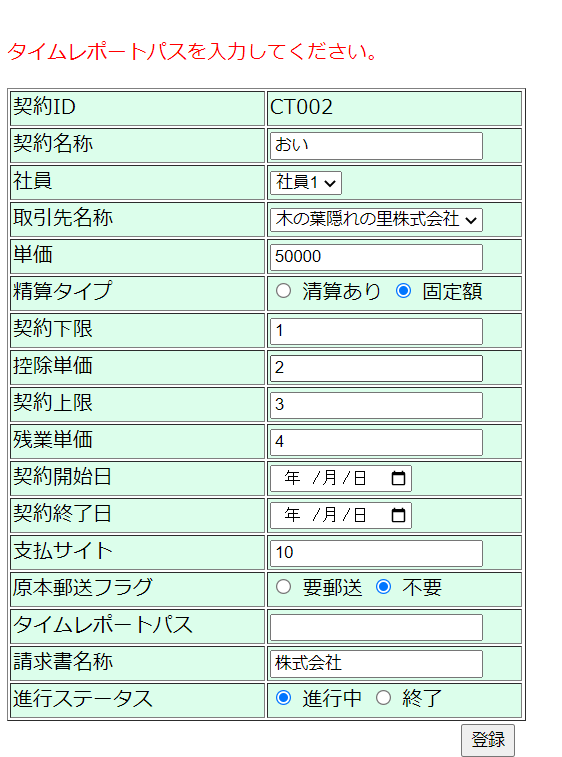 タイムレポートパスを入力してください。
契約ID CT002
契約名称 おい
社員 社員1
取引先名称 木の葉隠れの里株式会社
単価 50000
精算タイプ 清算あり 固定額
契約下限 1
控除単価 2
契約上限 3
残業単価 4
契約開始日 年 /月/日
契約終了日 年 /月/日
支払サイト 10
原本郵送フラグ 要郵送 不要
タイムレポートパス
請求書名称 株式会社
進行ステータス 進行中 終了
登録